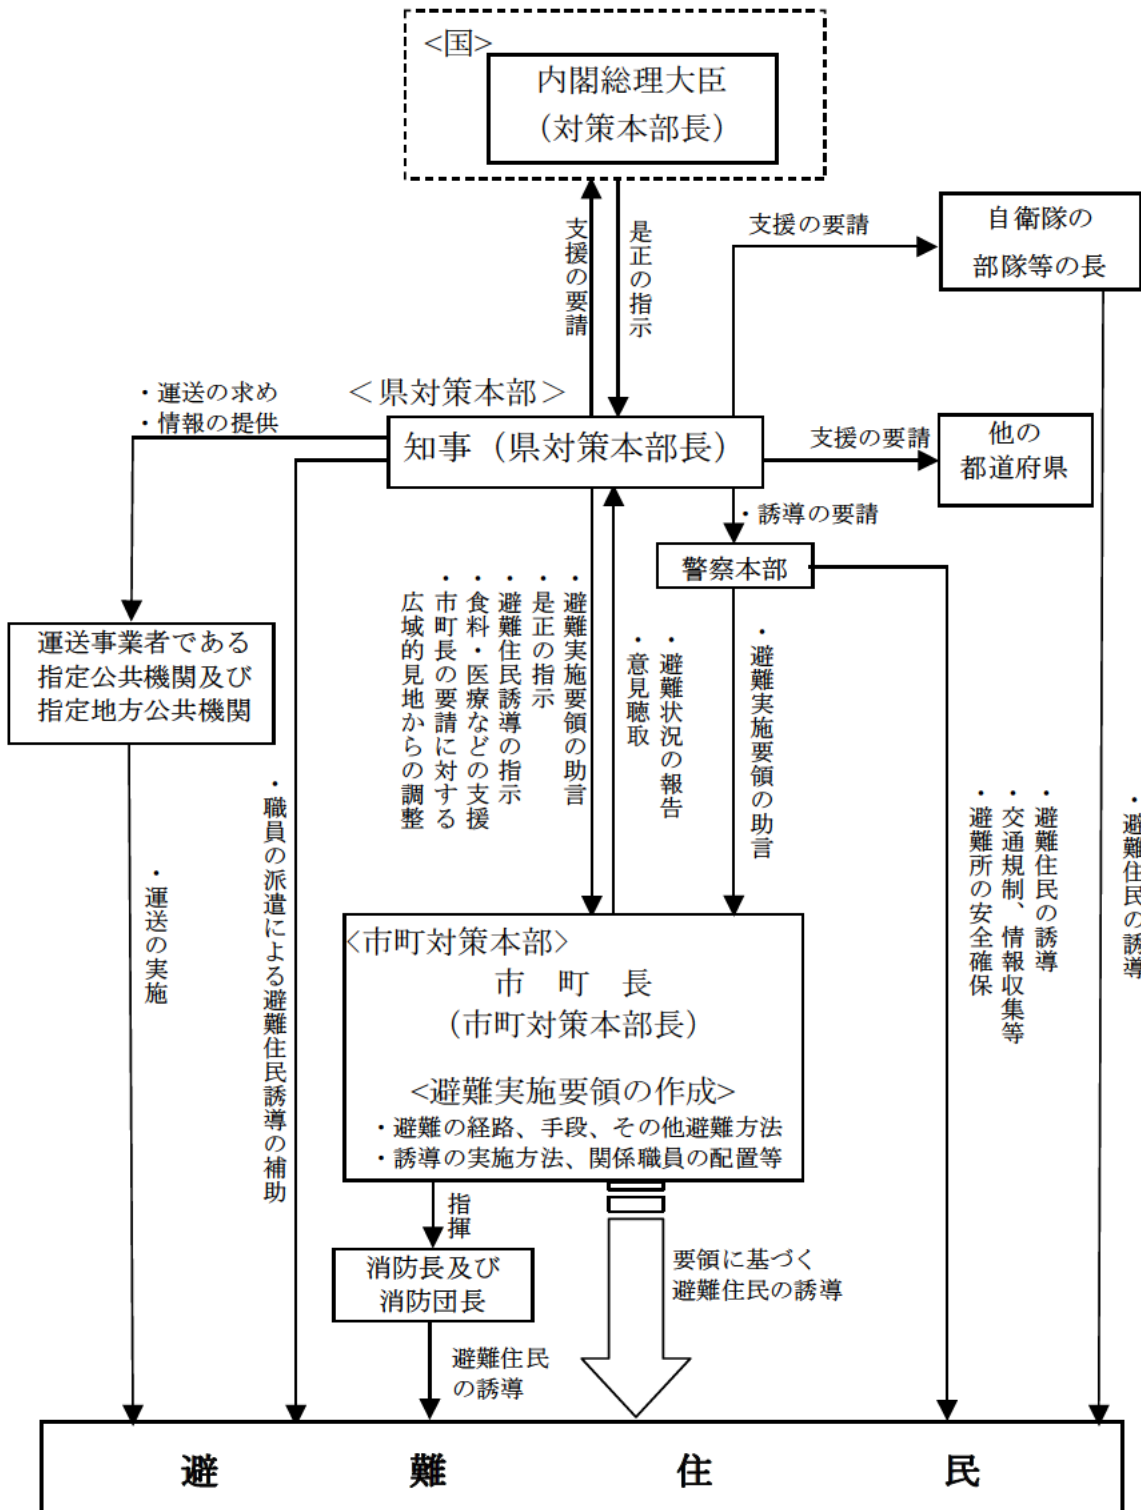 <国>
内閣総理大臣
（対策本部長）
支援の要請
是正の指示
支援の要請
自衛隊の
部隊等の長
・運送の求め
・情報の提供
＜県対策本部＞
知事（県対策本部長）
支援の要請
他の
都道府県
・誘導の要請
警察本部
運送事業者である
指定公共機関及び
指定地方公共機関
・避難実施要領の助言
・是正の指示
・避難住民誘導の指示
・食料・医療などの支援
・市町長の要請に対する
広域的見地からの調整
・避難状況の報告
・意見聴取
・避難実施要領の助言
・避難住民の誘導
・交通規制、情報収集等
・避難所の安全確保
・避難住民の誘導
・職員の派遣による避難住民誘導の補助
・運送の実施
<市町対策本部>
市　町　長
（市町対策本部長）
<避難実施要領の作成>
・避難の経路、手段、その他避難方法
・誘導の実施方法、関係職員の配置等
指揮
消防長及び
消防団長
要領に基づく
避難住民の誘導
避難住民
の誘導
避　難　住　民